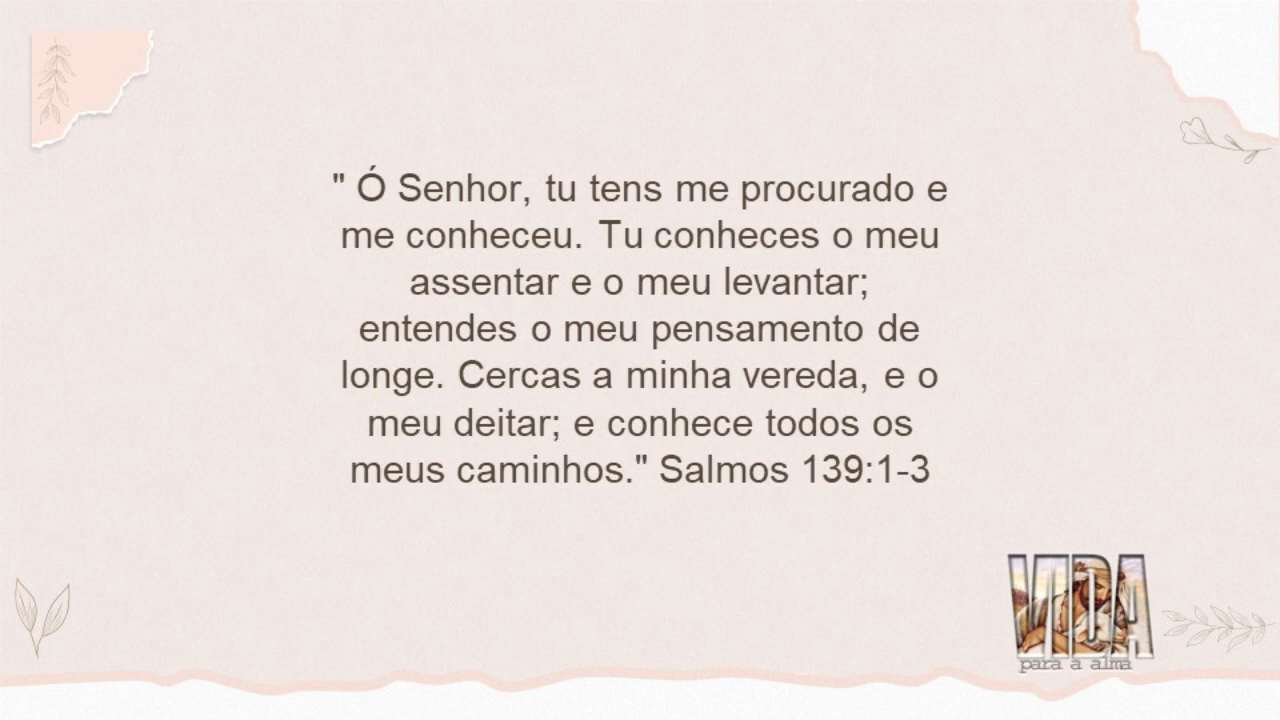 " Ó Senhor, tu tens me procurado e
me conheceu. Tu conheces o meu
assentar e o meu levantar;
entendes o meu pensamento de
longe. Cercas a minha vereda, e o
meu deitar; e conhece todos os
meus caminhos." Salmos 139:1-3
VIDA
para a alma